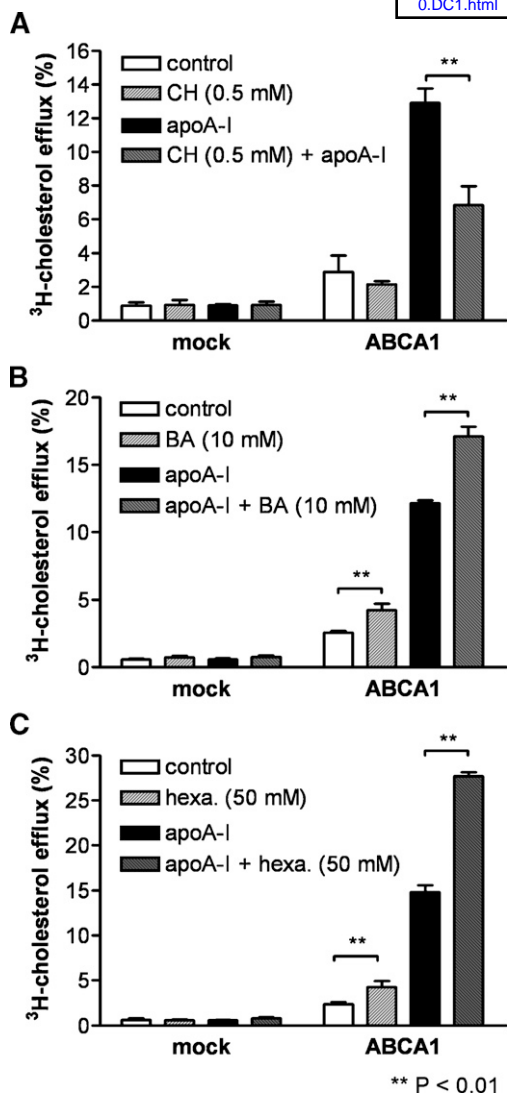 0.DC1.html
A
³H-cholesterol efflux (%)
16
14
12
10
8
6
4
2
0
control
CH (0.5 mM)
apoA-I
CH (0.5 mM) + apoA-I
**
mock
ABCA1
B
³H-cholesterol efflux (%)
20
15
10
5
0
control
BA (10 mM)
apoA-I
apoA-I + BA (10 mM)
**
**
mock
ABCA1
C
³H-cholesterol efflux (%)
30
25
20
15
10
5
0
control
hexa. (50 mM)
apoA-I
apoA-I + hexa. (50 mM)
**
**
mock
ABCA1
** P < 0.01